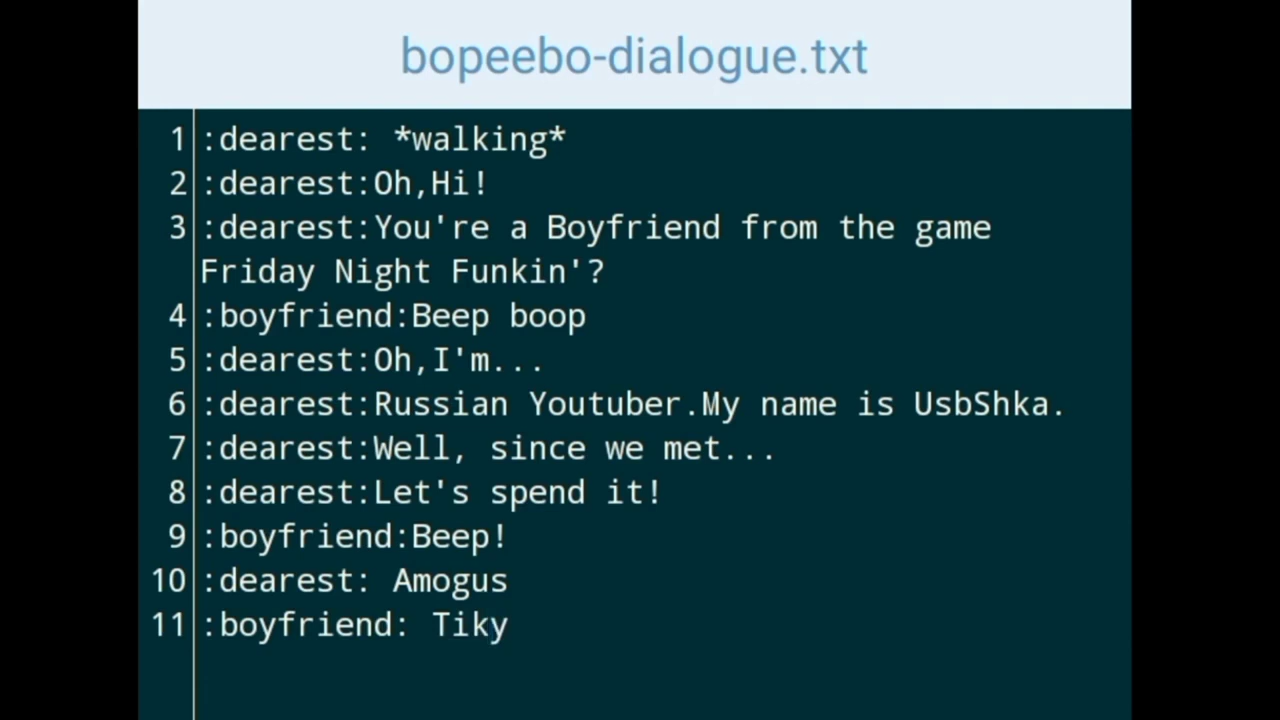 bopeebo-dialogue.txt
1 :dearest: *walking*
2 :dearest:Oh,Hi!
3 :dearest:You're a Boyfriend from the game
Friday Night Funkin'?
4 :boyfriend:Beep boop
5 :dearest:Oh,I'm...
6 :dearest:Russian Youtuber.My name is UsbShka.
7 :dearest:Well, since we met...
8 :dearest:Let's spend it!
9 :boyfriend:Beep!
10 :dearest: Amogus
11 :boyfriend: Tiky